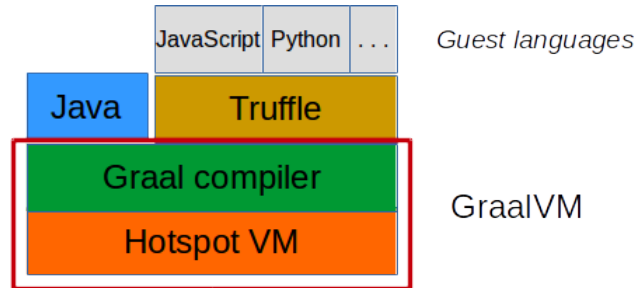 JavaScript Python ... Guest languages
Java Truffle
Graal compiler
GraalVM
Hotspot VM